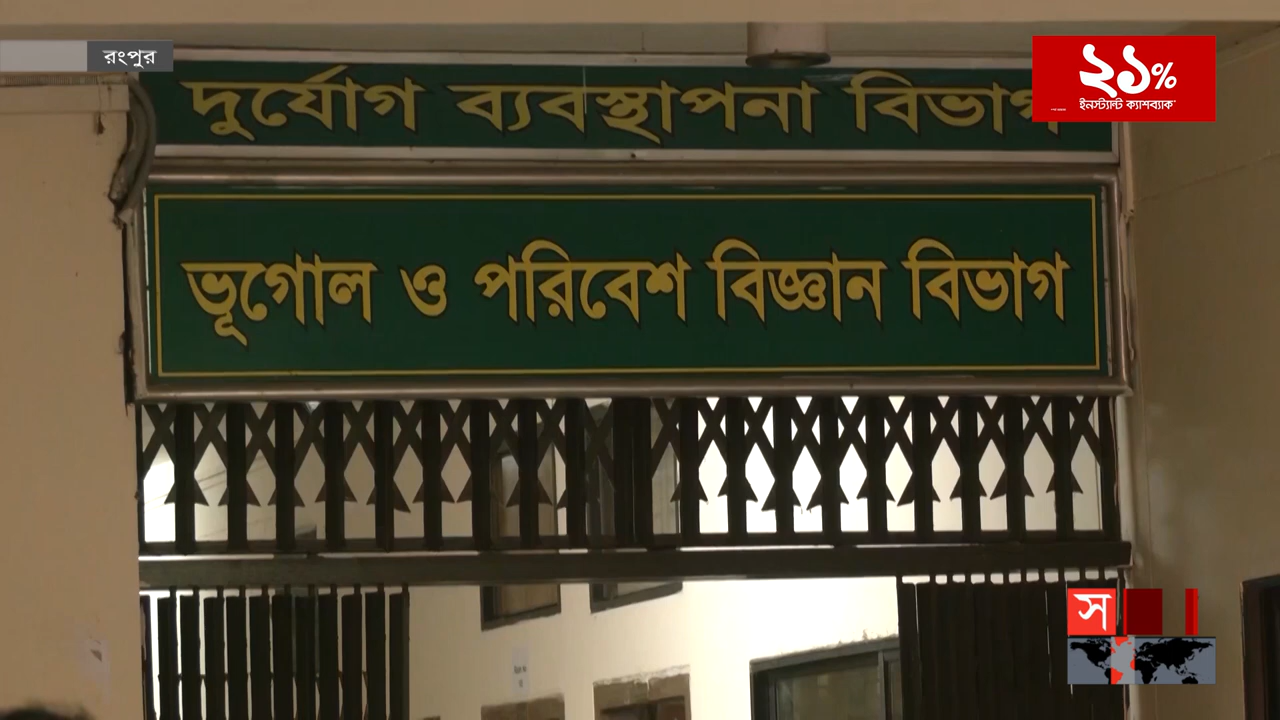 রংপুর
২১%
ইনস্ট্যান্ট ক্যাশব্যাক*
দুর্যোগ ব্যবস্থাপনা বিভাগ
ভূগোল ও পরিবেশ বিজ্ঞান বিভাগ
স